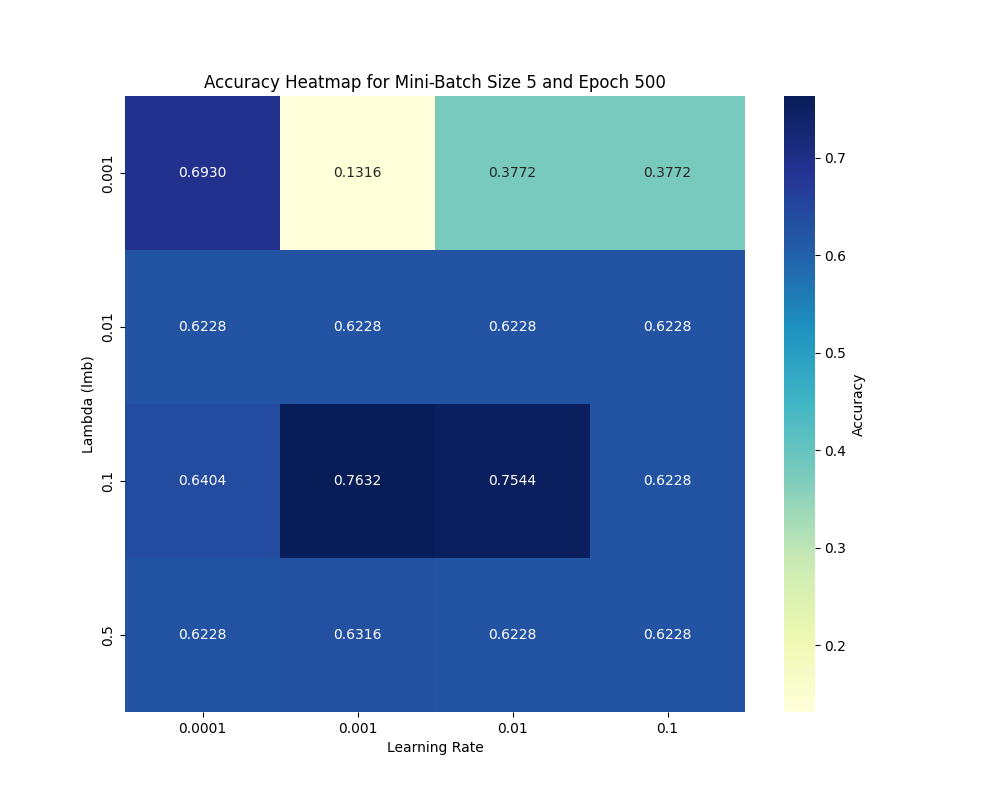 Accuracy Heatmap for Mini-Batch Size 5 and Epoch 500
0.001 0.6930 0.1316 0.3772 0.3772
0.01 0.6228 0.6228 0.6228 0.6228
0.1 0.6404 0.7632 0.7544 0.6228
0.5 0.6228 0.6316 0.6228 0.6228
Lambda (lmb)
0.0001 0.001 0.01 0.1
Learning Rate
0.7
0.6
0.5
0.4
0.3
0.2
Accuracy